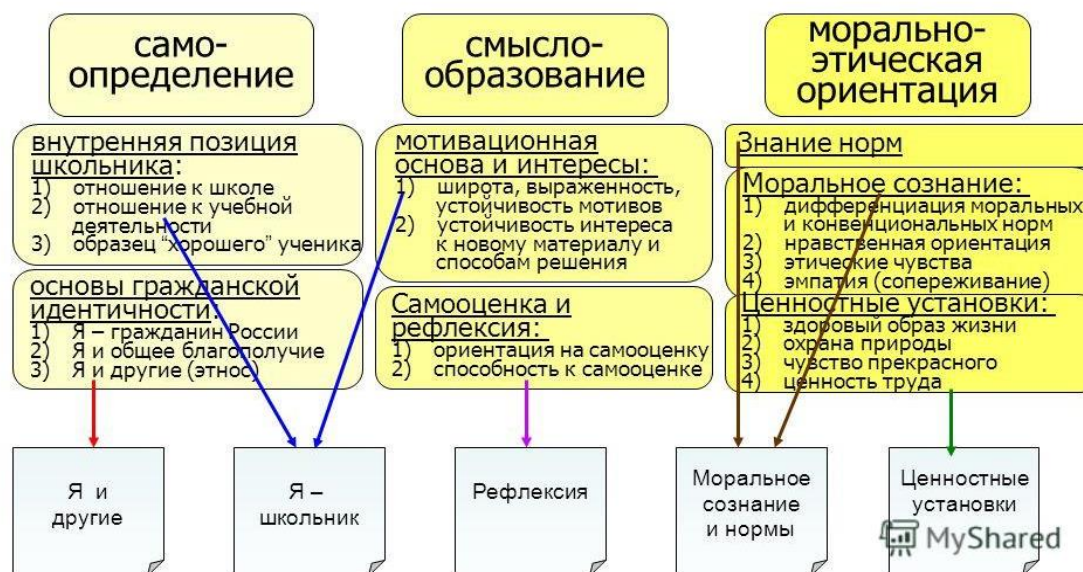 само-
определение
внутренняя позиция
школьника:
1) отношение к школе
2) отношение к учебной
деятельности
3) образец "хорошего" ученика
основы гражданской
идентичности:
1) Я – гражданин России
2) Я и общее благополучие
3) Я и другие (этнос)
смысло-
образование
мотивационная
основа и интересы:
1) широта, выраженность,
устойчивость мотивов
2) устойчивость интереса
к новому материалу и
способам решения
Самооценка и
рефлексия:
1) ориентация на самооценку
2) способность к самооценке
морально-
этическая
ориентация
Знание норм
Моральное сознание:
1) дифференциация моральных
и конвенциональных норм
2) нравственная ориентация
3) этические чувства
4) эмпатия (сопереживание)
Ценностные установки:
1) здоровый образ жизни
2) охрана природы
3) чувство прекрасного
4) ценность труда
Я и
другие
Я –
школьник
Рефлексия
Моральное
сознание
и нормы
Ценностные
установки
MyShared